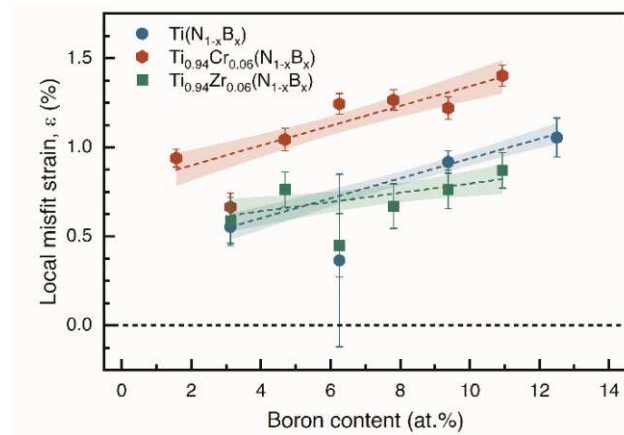 Ti(N₁₋ₓBₓ)
Ti₀.₉₄Cr₀.₀₆(N₁₋ₓBₓ)
Ti₀.₉₄Zr₀.₀₆(N₁₋ₓBₓ)
Local misfit strain, ε (%)
1.5
1.0
0.5
0.0
0 2 4 6 8 10 12 14
Boron content (at.%)